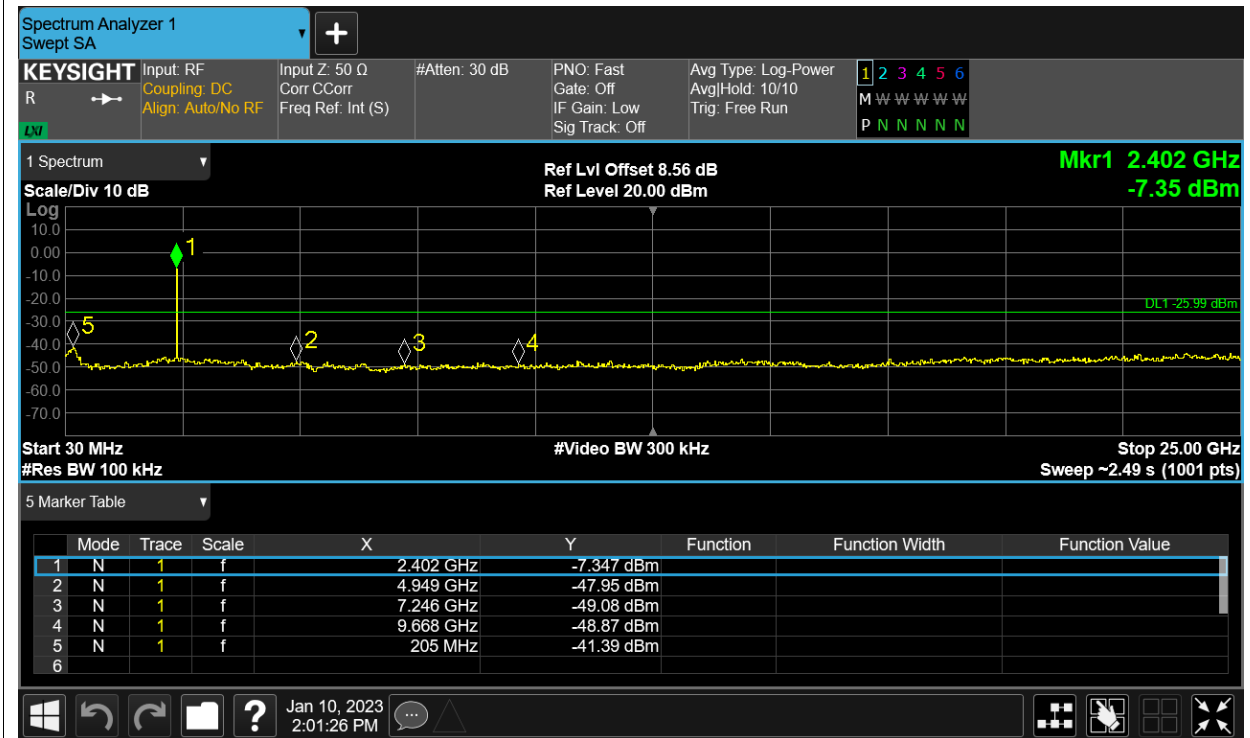 Spectrum Analyzer 1
Swept SA
KEYSIGHT
R
LXI
Input: RF
Coupling: DC
Align: Auto/No RF
Input Z: 50 Ω
Corr CCorr
Freq Ref: Int (S)
#Atten: 30 dB
PNO: Fast
Gate: Off
IF Gain: Low
Sig Track: Off
Avg Type: Log-Power
Avg|Hold: 10/10
Trig: Free Run
1 2 3 4 5 6
M W W W W W
P N N N N N
1 Spectrum
Scale/Div 10 dB
Ref Lvl Offset 8.56 dB
Ref Level 20.00 dBm
Mkr1 2.402 GHz
-7.35 dBm
Log
10.0
0.00
-10.0
-20.0
-30.0
-40.0
-50.0
-60.0
-70.0
1
DL1 -25.99 dBm
5
2
3
4
Start 30 MHz
#Video BW 300 kHz
Stop 25.00 GHz
#Res BW 100 kHz
Sweep ~2.49 s (1001 pts)
5 Marker Table
Mode Trace Scale X Y Function Function Width Function Value
1 N 1 f 2.402 GHz -7.347 dBm
2 N 1 f 4.949 GHz -47.95 dBm
3 N 1 f 7.246 GHz -49.08 dBm
4 N 1 f 9.668 GHz -48.87 dBm
5 N 1 f 205 MHz -41.39 dBm
6
?
Jan 10, 2023
2:01:26 PM